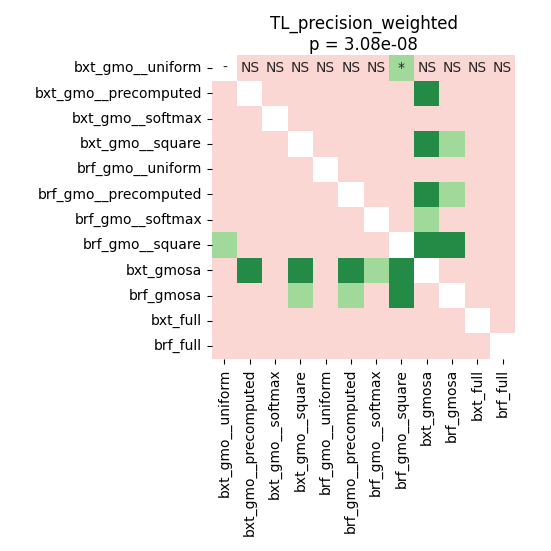 TL_precision_weighted
p = 3.08e-08
bxt_gmo__uniform - NS NS NS NS NS NS * NS NS NS NS
bxt_gmo__precomputed
bxt_gmo__softmax
bxt_gmo__square
brf_gmo__uniform
brf_gmo__precomputed
brf_gmo__softmax
brf_gmo__square
bxt_gmosa
brf_gmosa
bxt_full
brf_full
bxt_gmo__uniform
bxt_gmo__precomputed
bxt_gmo__softmax
bxt_gmo__square
brf_gmo__uniform
brf_gmo__precomputed
brf_gmo__softmax
brf_gmo__square
bxt_gmosa
brf_gmosa
bxt_full
brf_full